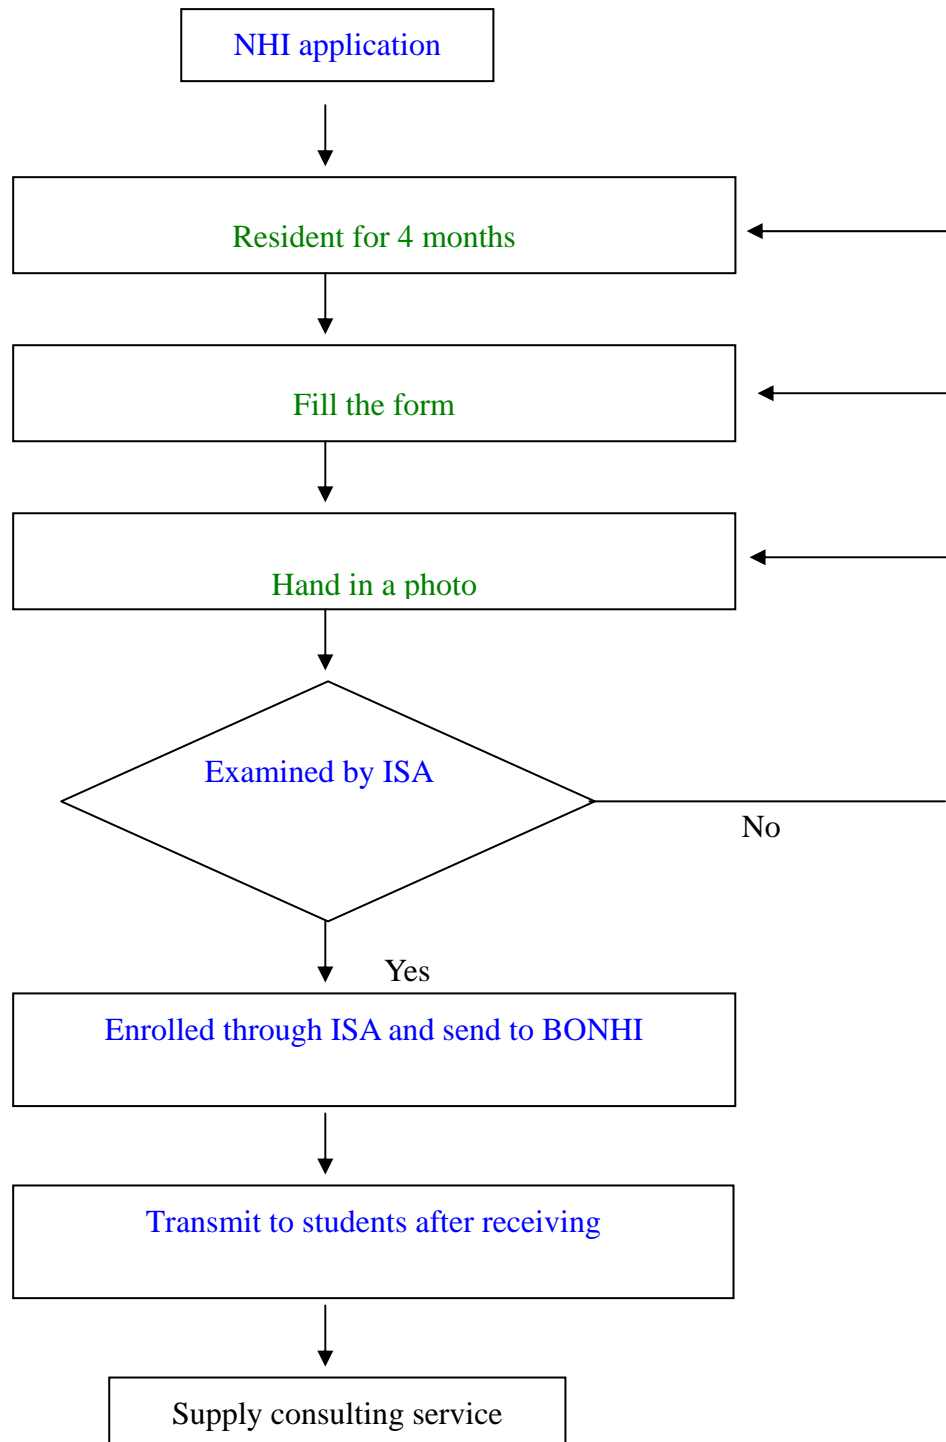 NHI application
Resident for 4 months
Fill the form
Hand in a photo
Examined by ISA
No
Yes
Enrolled through ISA and send to BONHI
Transmit to students after receiving
Supply consulting service